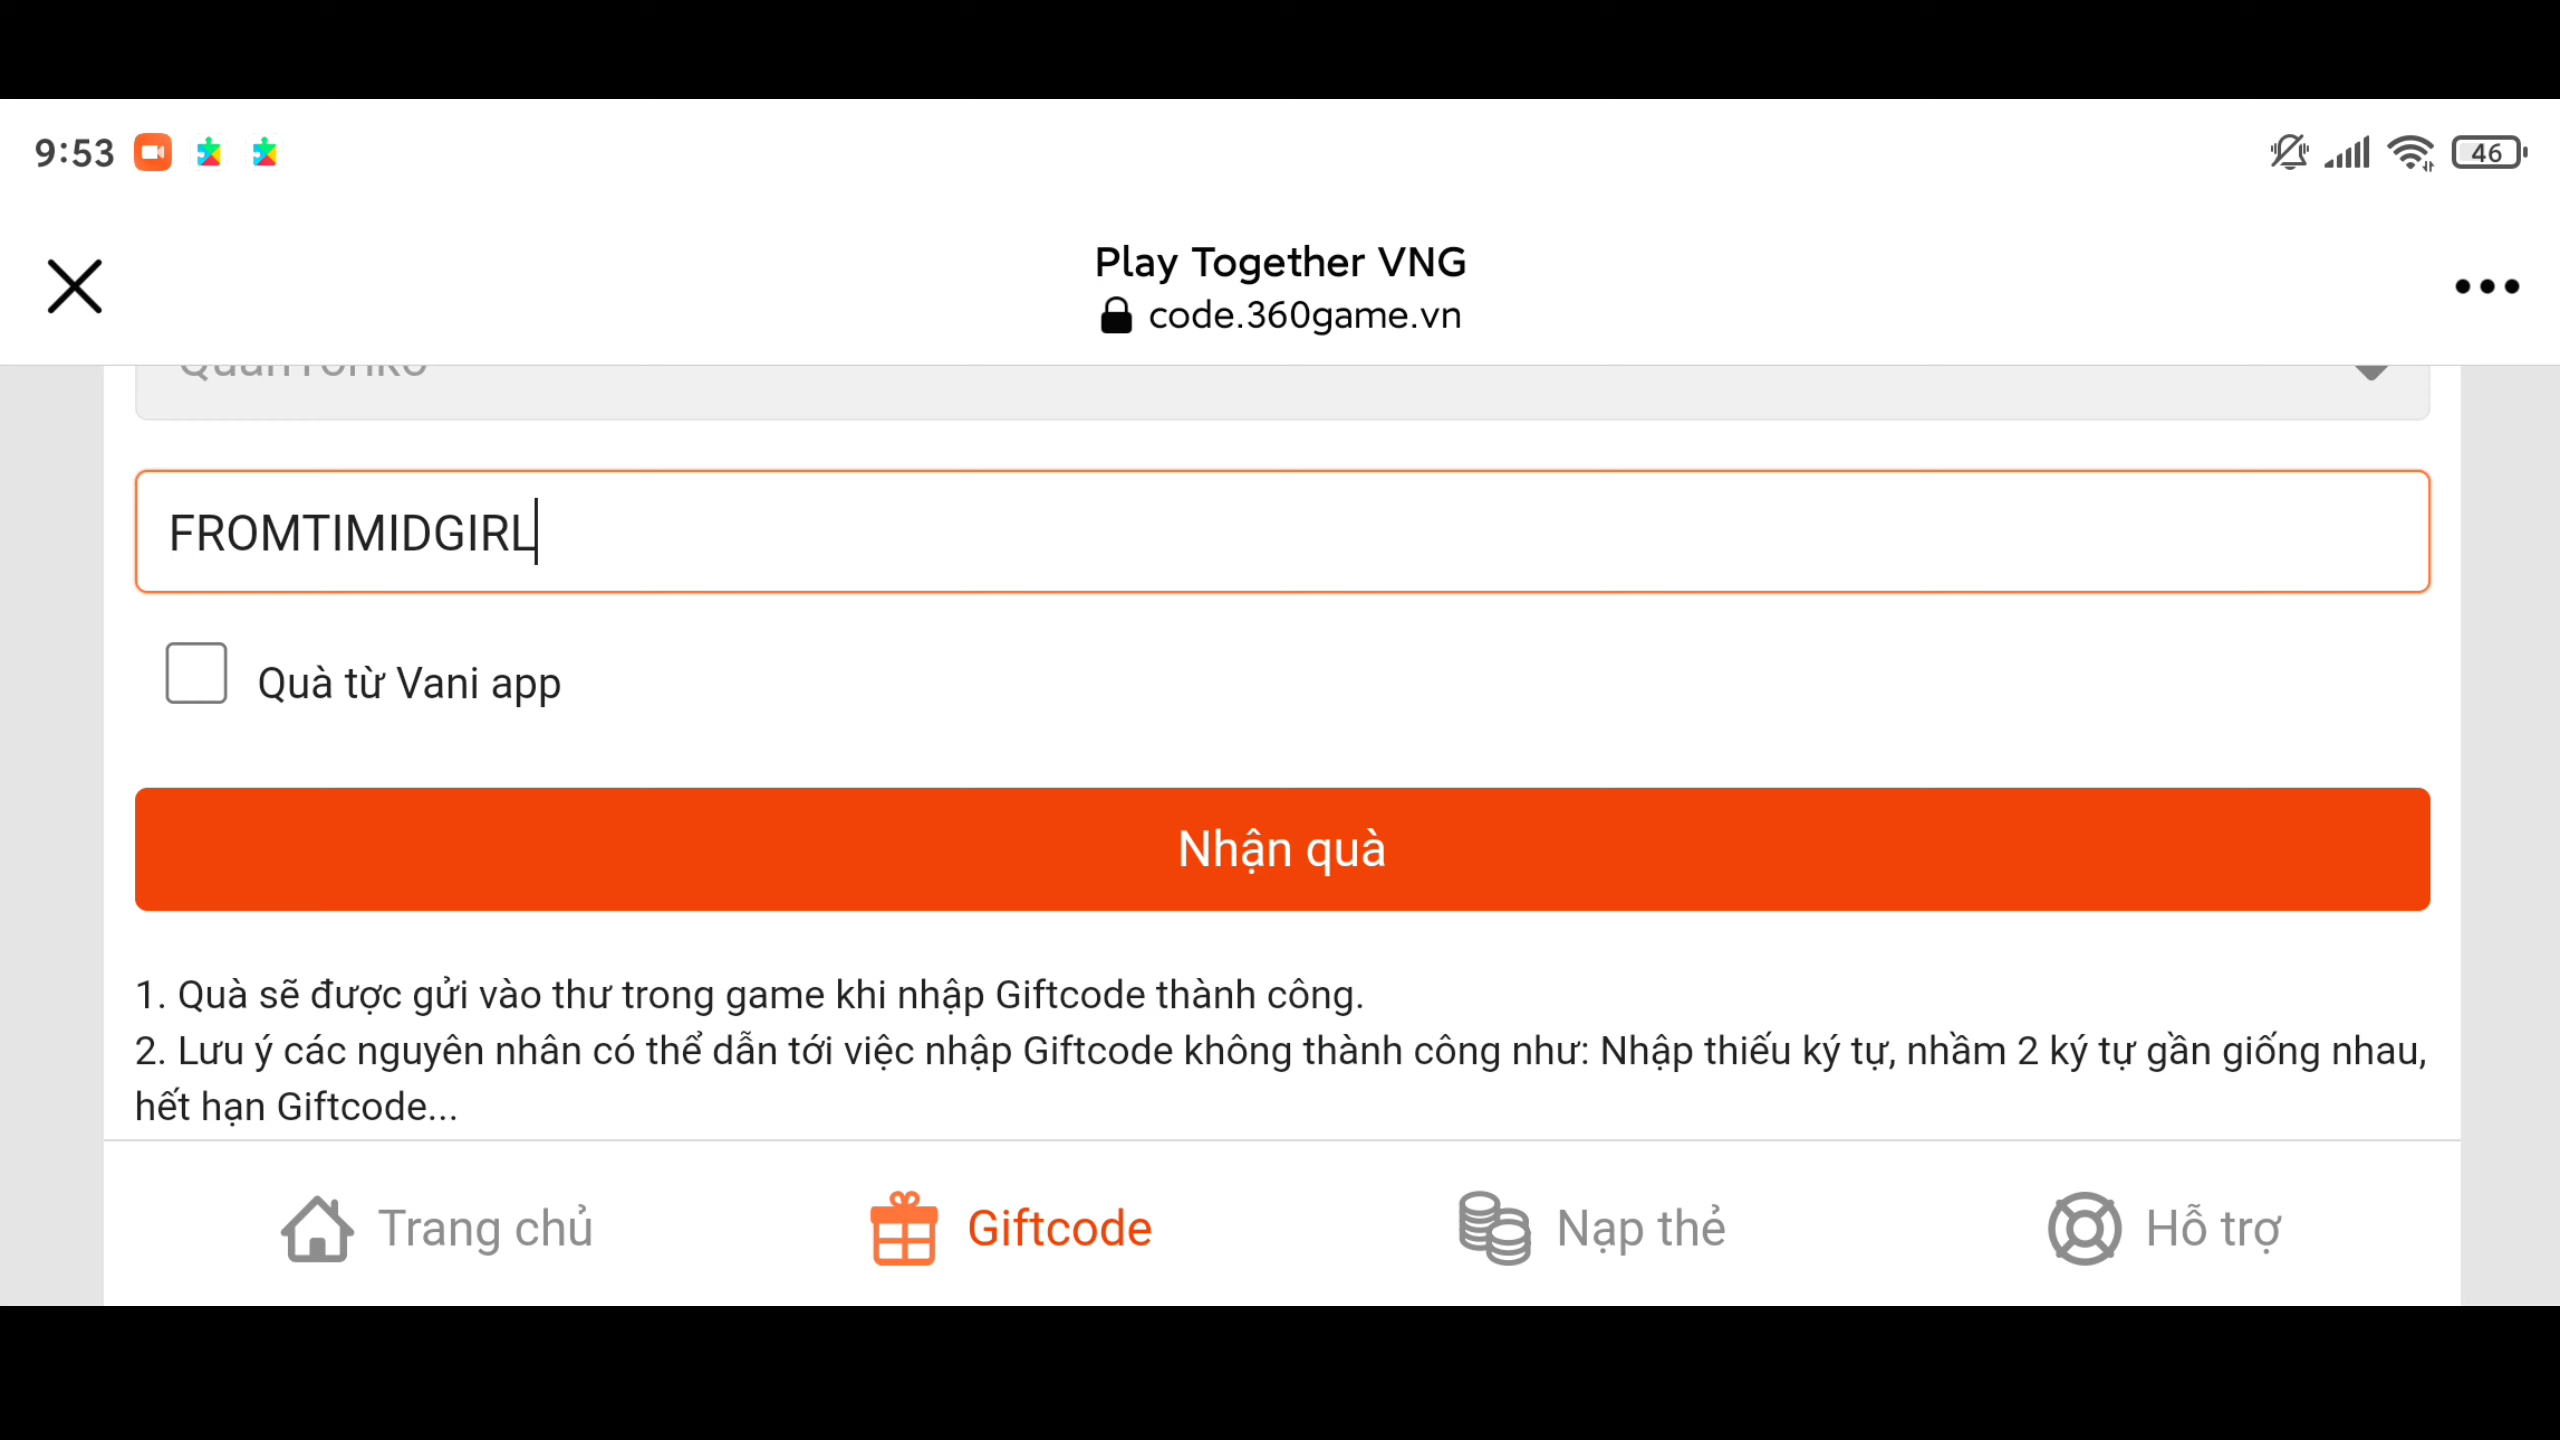 9:53
46
Play Together VNG
code.360game.vn
FROMTIMIDGIRL
Quà từ Vani app
Nhận quà
1. Quà sẽ được gửi vào thư trong game khi nhập Giftcode thành công.
2. Lưu ý các nguyên nhân có thể dẫn tới việc nhập Giftcode không thành công như: Nhập thiếu ký tự, nhầm 2 ký tự gần giống nhau,
hết hạn Giftcode...
Trang chủ
Giftcode
Nạp thẻ
Hỗ trợ